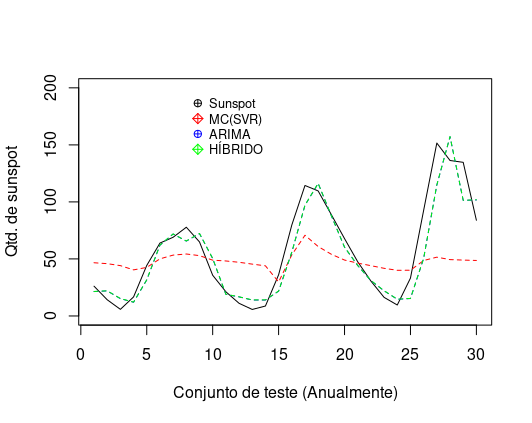 Qtd. de sunspot
200
150
100
50
0
Sunspot
MC(SVR)
ARIMA
HÍBRIDO
0 5 10 15 20 25 30
Conjunto de teste (Anualmente)